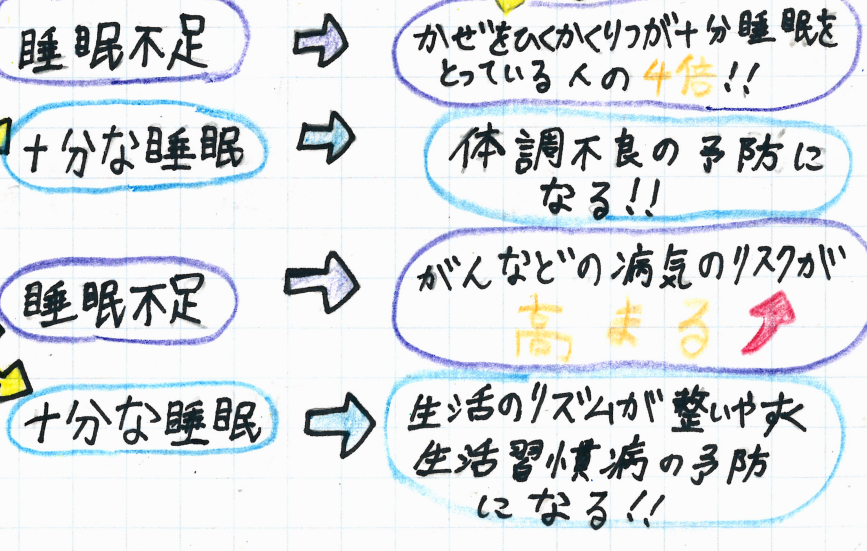 睡眠不足
かぜをひくかくりつが十分睡眠を
とっている人の4倍!!
十分な睡眠
体調不良の予防に
なる!!
睡眠不足
がんなどの病気のリスクが
高まる
十分な睡眠
生活のリズムが整いやすく
生活習慣病の予防
になる!!